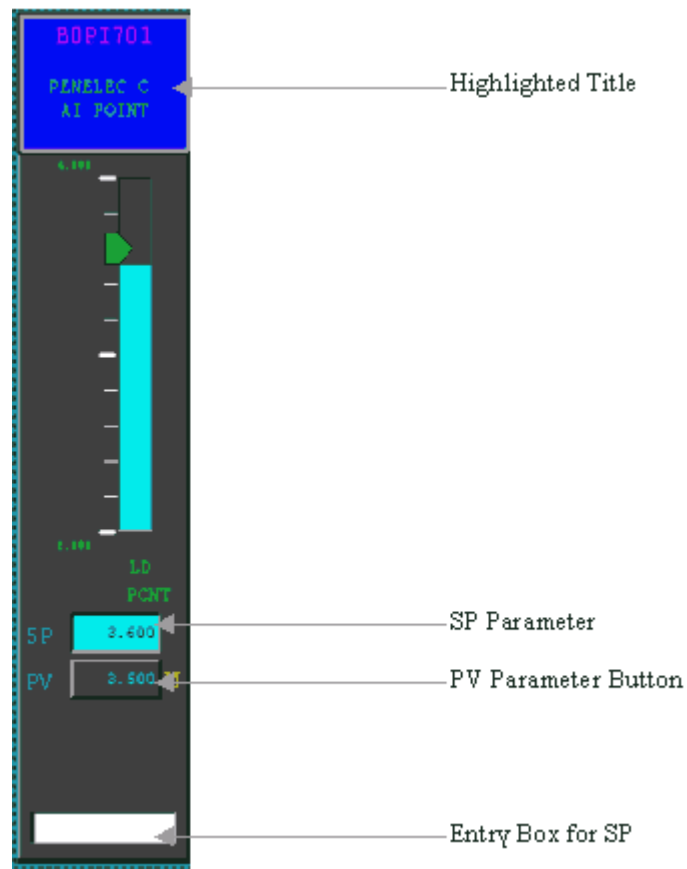 BOPI701
PENELEC C
AI POINT
Highlighted Title
LD
PCNT
SP 3.600
SP Parameter
PV 3.500
PV Parameter Button
Entry Box for SP